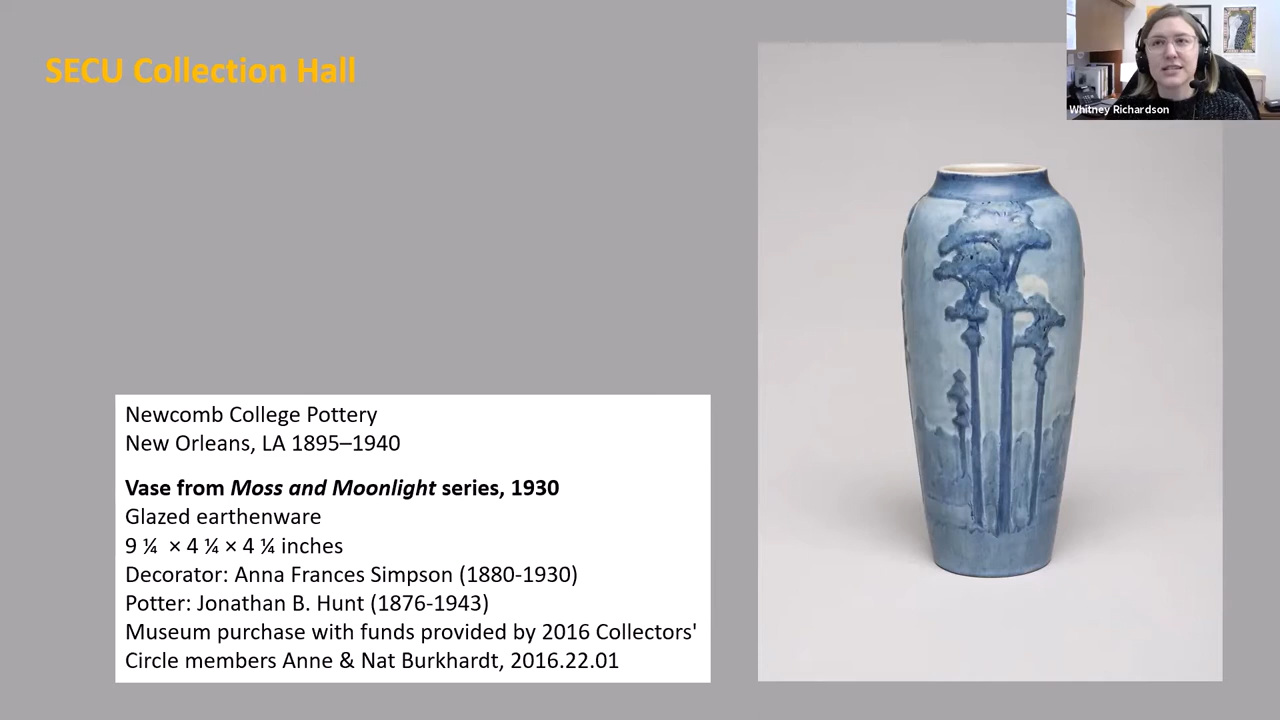 SECU Collection Hall
Whitney Richardson
Newcomb College Pottery
New Orleans, LA 1895–1940
Vase from Moss and Moonlight series, 1930
Glazed earthenware
9 ¼ × 4 ¼ × 4 ¼ inches
Decorator: Anna Frances Simpson (1880-1930)
Potter: Jonathan B. Hunt (1876-1943)
Museum purchase with funds provided by 2016 Collectors'
Circle members Anne & Nat Burkhardt, 2016.22.01